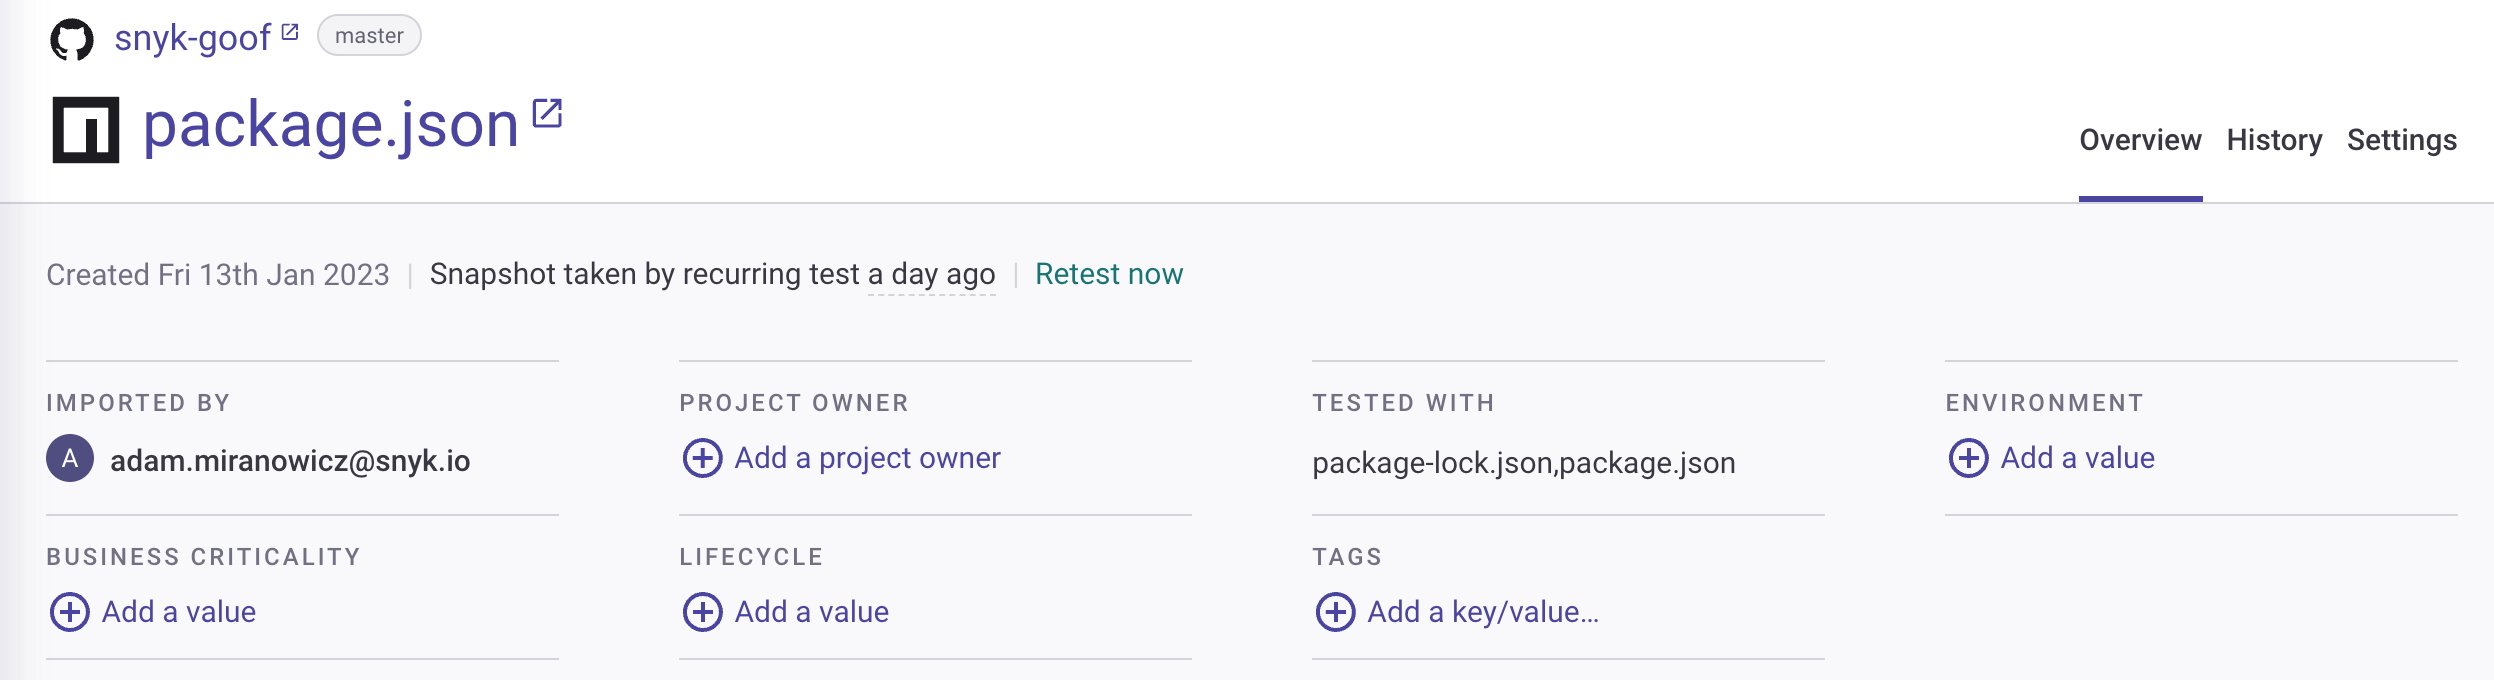 snyk-goof master
package.json
Overview History Settings
Created Fri 13th Jan 2023 | Snapshot taken by recurring test a day ago | Retest now
IMPORTED BY PROJECT OWNER TESTED WITH ENVIRONMENT
A adam.miranowicz@snyk.io Add a project owner package-lock.json,package.json Add a value
BUSINESS CRITICALITY LIFECYCLE TAGS
Add a value Add a value Add a key/value…